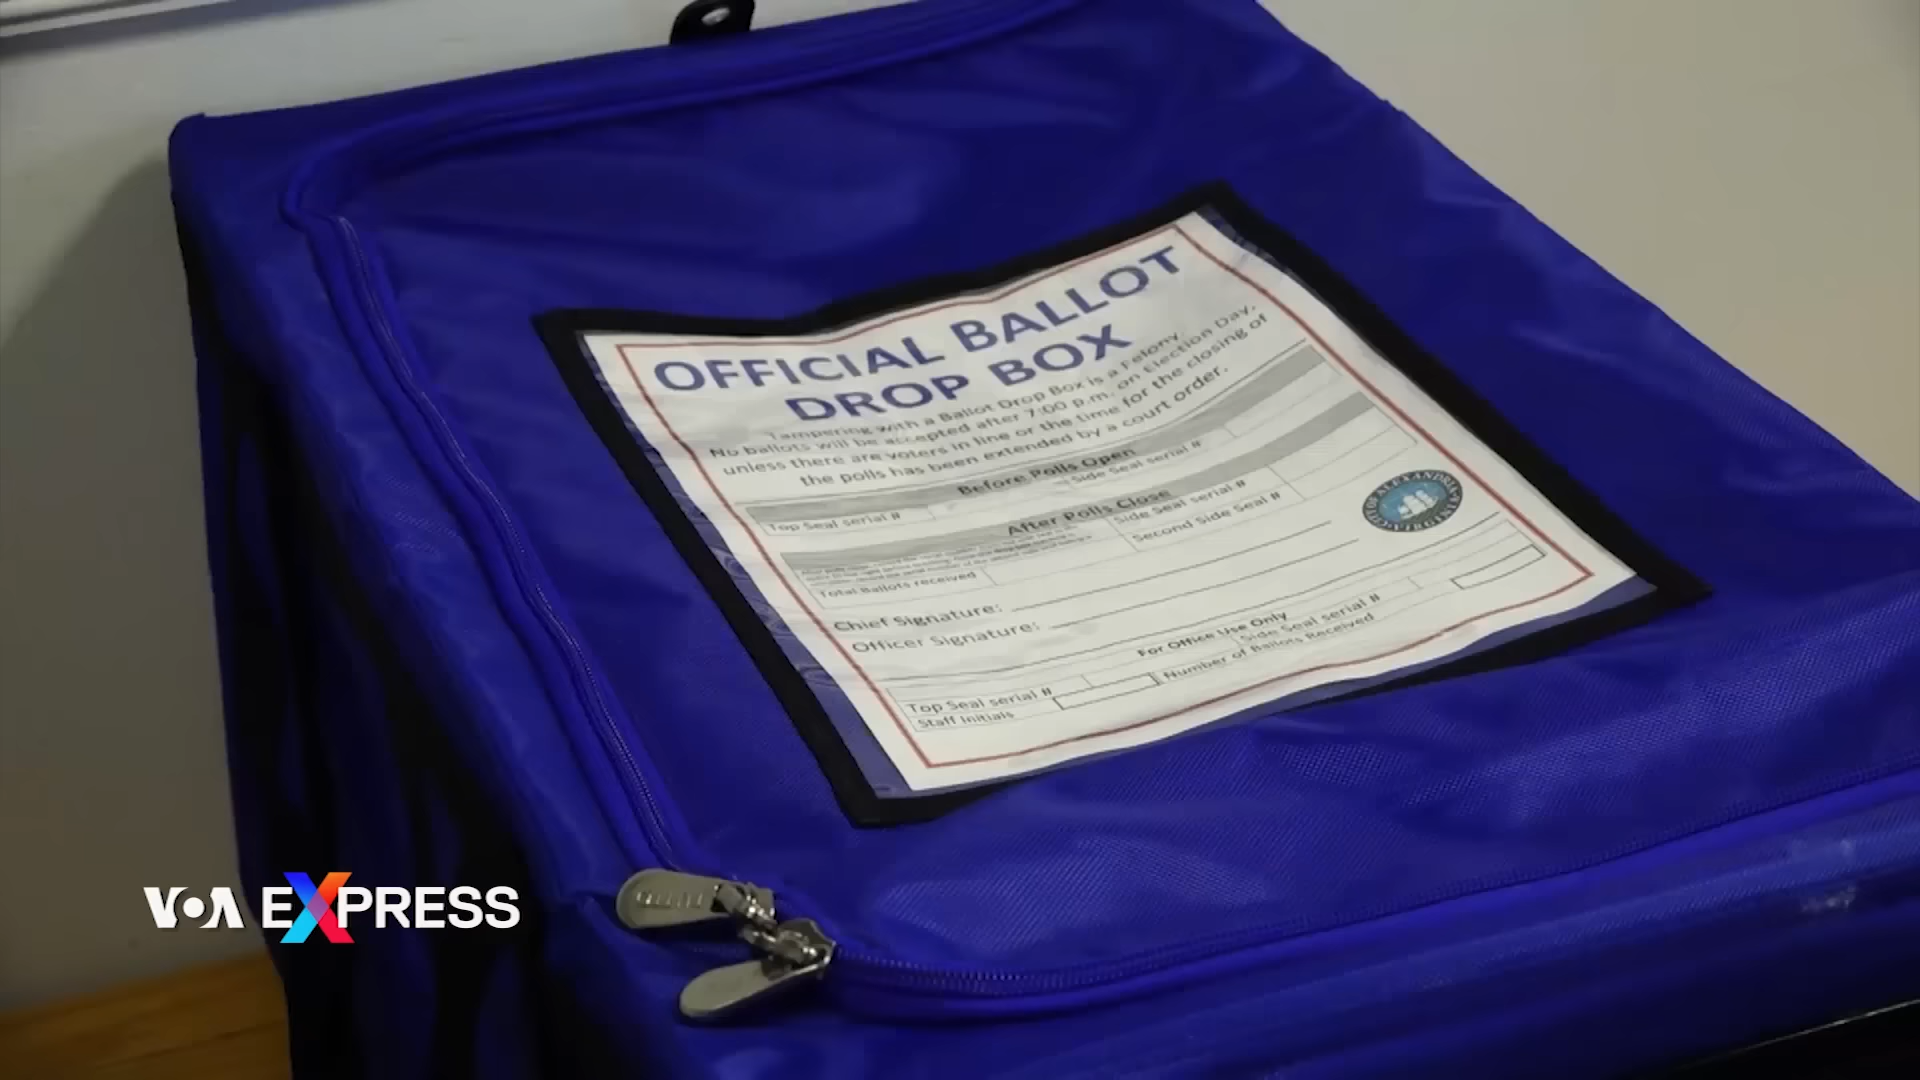 OFFICIAL BALLOT
DROP BOX
Tampering with a Ballot Drop Box is a Felony.
No ballots will be accepted after 7:00 p.m. on Election Day,
unless there are voters in line or the time for the closing of
the polls has been extended by a court order.
Before Polls Open
Top Seal serial # Side Seal serial #
After Polls Close
Side Seal serial #
Second Side Seal #
Total Ballots received
Chief Signature:
Officer Signature:
For Office Use Only
Top Seal serial # Side Seal serial #
Staff Initials Number of Ballots Received
CITY OF ALEXANDRIA VIRGINIA
VOA EXPRESS